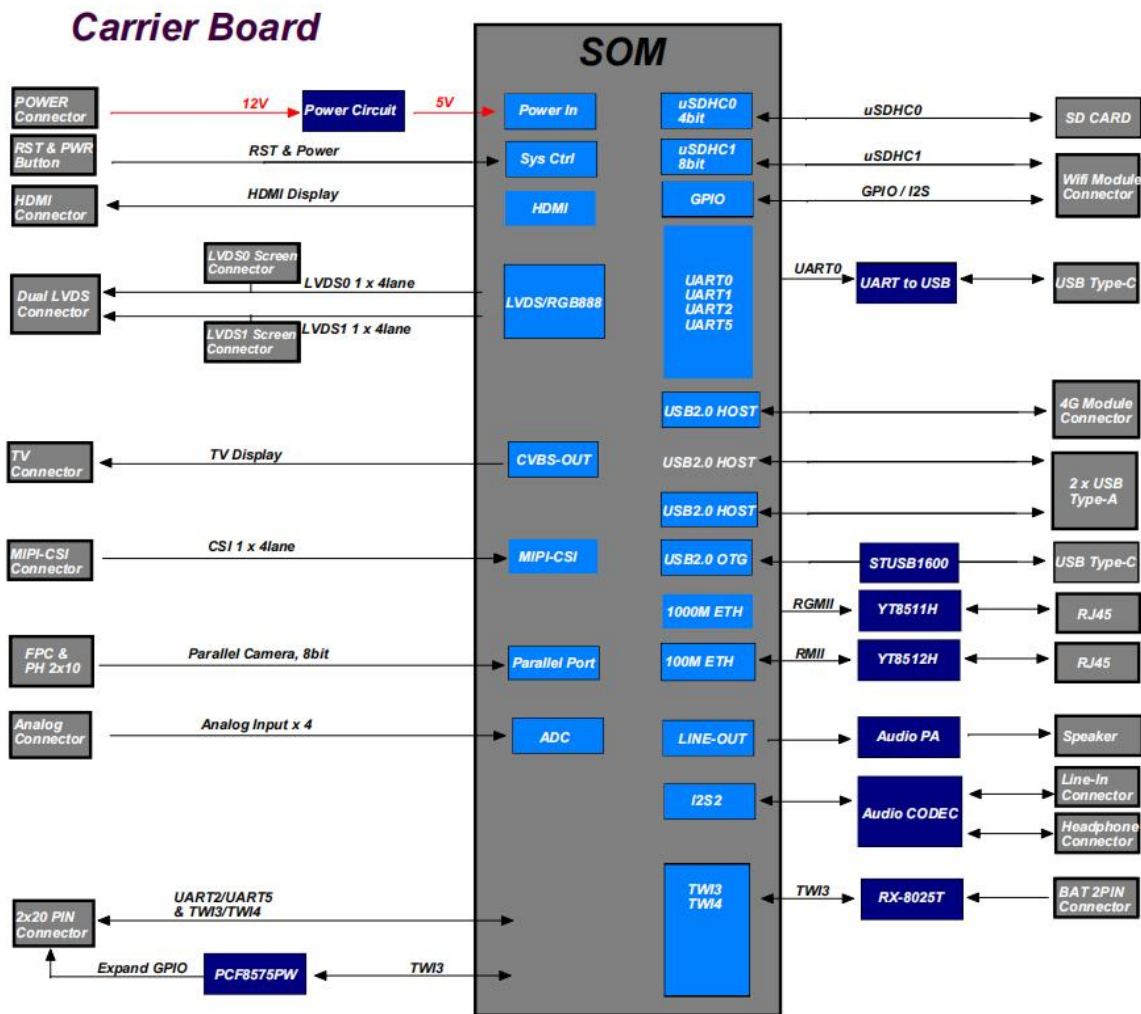 Carrier Board
SOM
POWER
Connector
12V
Power Circuit
5V
Power In
RST & PWR
Button
RST & Power
Sys Ctrl
HDMI
Connector
HDMI Display
HDMI
LVDS0 Screen
Connector
Dual LVDS
Connector
LVDS0 1 x 4lane
LVDS1 1 x 4lane
LVDS1 Screen
Connector
LVDS/RGB888
TV
Connector
TV Display
CVBS-OUT
MIPI-CSI
Connector
CSI 1 x 4lane
MIPI-CSI
FPC &
PH 2x10
Parallel Camera, 8bit
Parallel Port
Analog
Connector
Analog Input x 4
ADC
2x20 PIN
Connector
UART2/UART5
& TWI3/TWI4
Expand GPIO
PCF8575PW
TWI3
uSDHC0
4bit
uSDHC0
SD CARD
uSDHC1
8bit
uSDHC1
Wifi Module
Connector
GPIO
GPIO / I2S
UART0
UART1
UART2
UART5
UART0
UART to USB
USB Type-C
USB2.0 HOST
4G Module
Connector
USB2.0 HOST
2 x USB
Type-A
USB2.0 HOST
USB2.0 OTG
STUSB1600
USB Type-C
1000M ETH
RGMII
YT8511H
RJ45
100M ETH
RMII
YT8512H
RJ45
LINE-OUT
Audio PA
Speaker
I2S2
Audio CODEC
Line-In
Connector
Headphone
Connector
TWI3
TWI4
TWI3
RX-8025T
BAT 2PIN
Connector